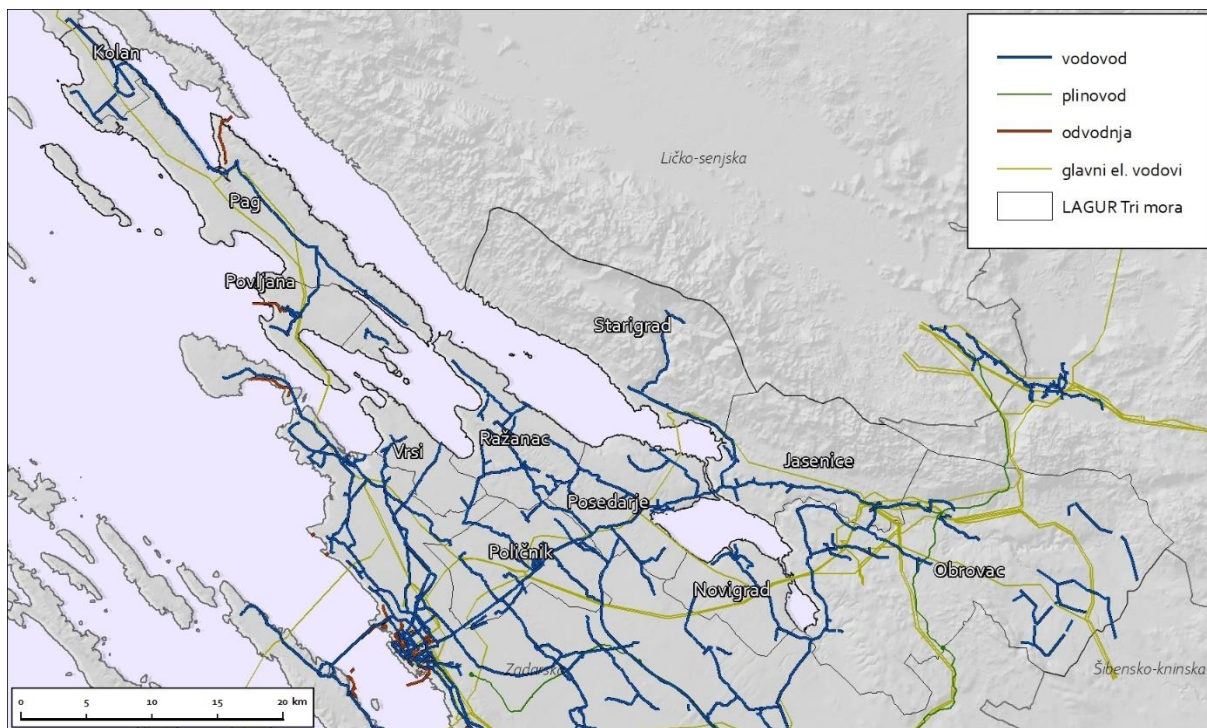 Kolan
vodovod
plinovod
odvodnja
Ličko-senjska
glavni el. vodovi
Pag
LAGUR Tri mora
Povljana
Starigrad
Ražanac
Vrsi
Jasenice
Posedarje
Poličnik
Obrovac
Novigrad
Zadarska
Šibensko-kninska
0 5 10 15 20 km